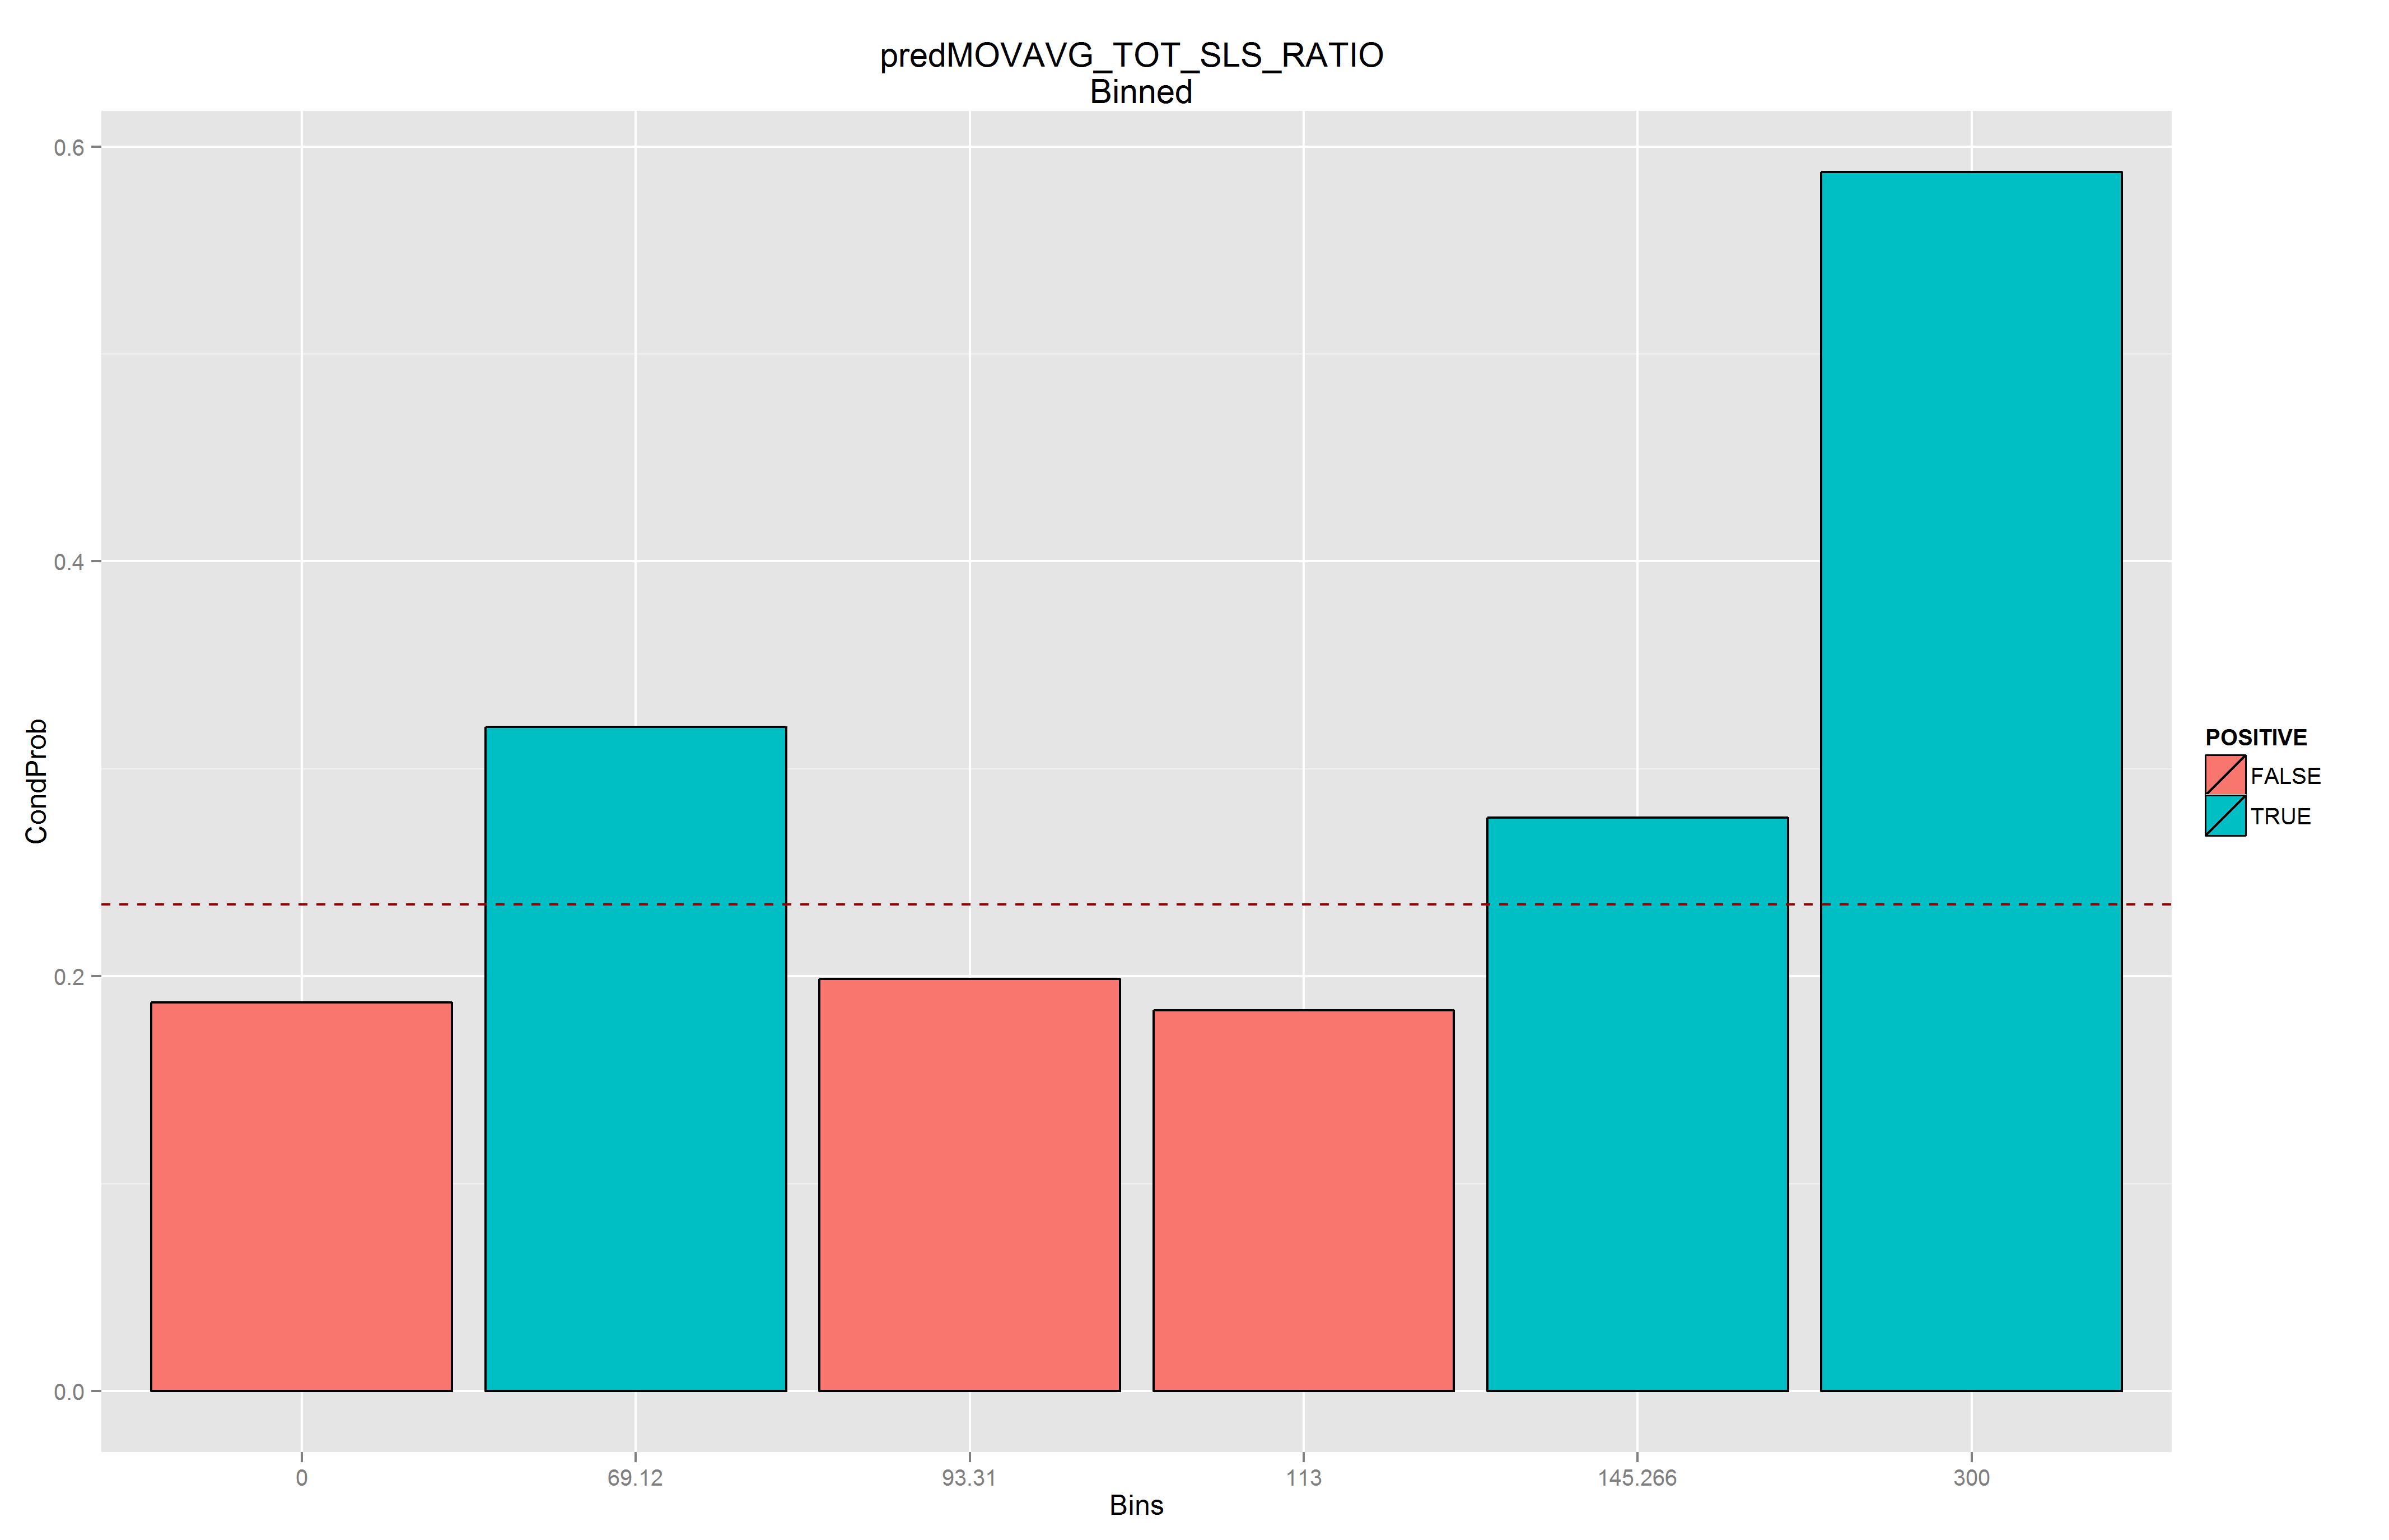 predMOVAVG_TOT_SLS_RATIO
Binned
0.6
0.4
0.2
0.0
CondProb
0
69.12
93.31
113
145.266
300
Bins
POSITIVE
FALSE
TRUE